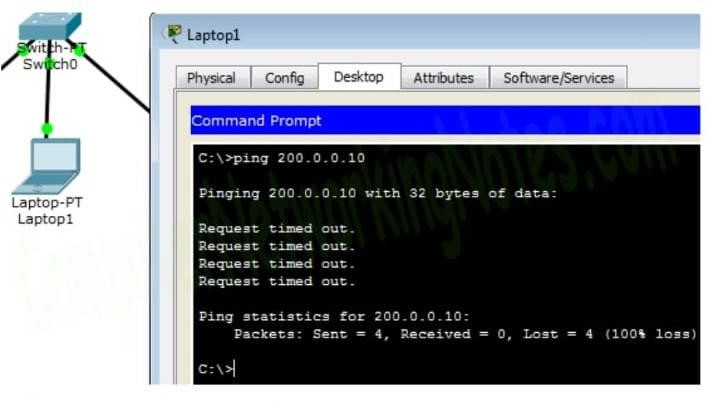 Switch-PT
Switch0
Laptop-PT
Laptop1
Laptop1
Physical Config Desktop Attributes Software/Services
Command Prompt
C:\>ping 200.0.0.10
Pinging 200.0.0.10 with 32 bytes of data:
Request timed out.
Request timed out.
Request timed out.
Request timed out.
Ping statistics for 200.0.0.10:
Packets: Sent = 4, Received = 0, Lost = 4 (100% loss)
C:\>
ComputerNetworkingNotes.com